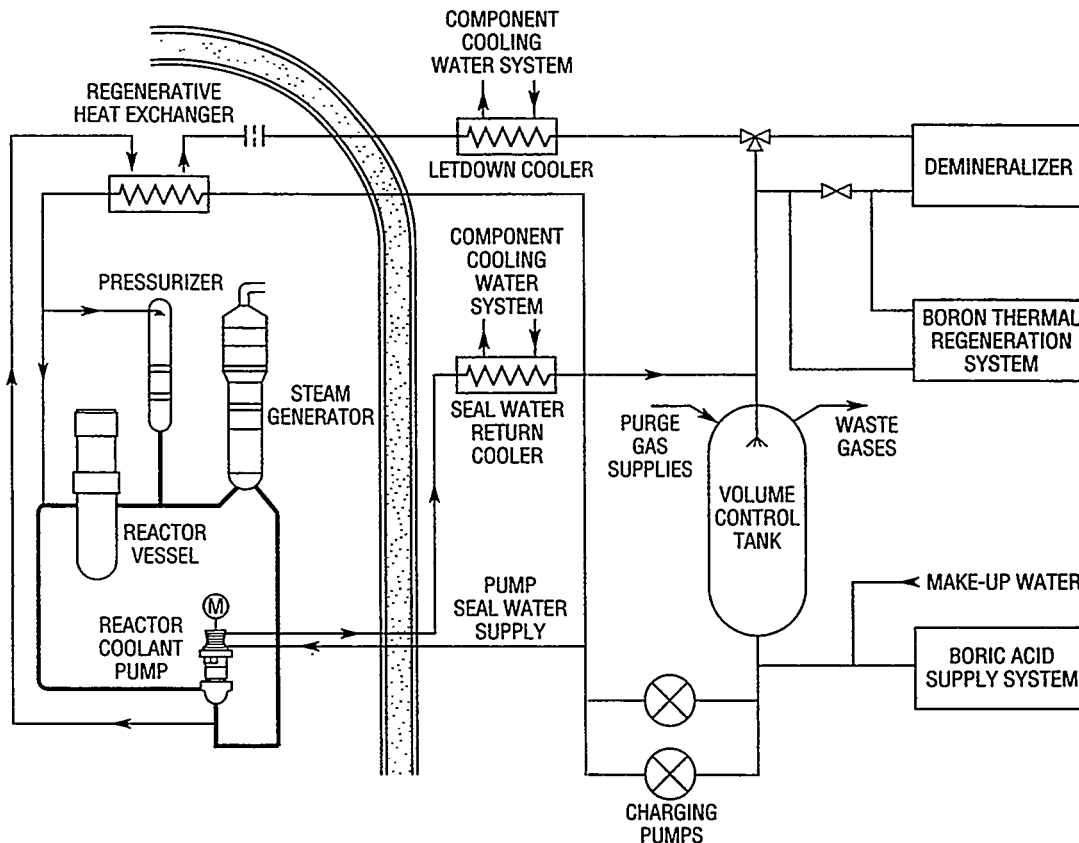 COMPONENT
COOLING
WATER SYSTEM
REGENERATIVE
HEAT EXCHANGER
LETDOWN COOLER
DEMINERALIZER
COMPONENT
COOLING
WATER
SYSTEM
PRESSURIZER
BORON THERMAL
REGENERATION
SYSTEM
STEAM
GENERATOR
SEAL WATER
RETURN
COOLER
PURGE
GAS
SUPPLIES
WASTE
GASES
VOLUME
CONTROL
TANK
REACTOR
VESSEL
PUMP
SEAL WATER
SUPPLY
MAKE-UP WATER
M
REACTOR
COOLANT
PUMP
BORIC ACID
SUPPLY SYSTEM
CHARGING
PUMPS